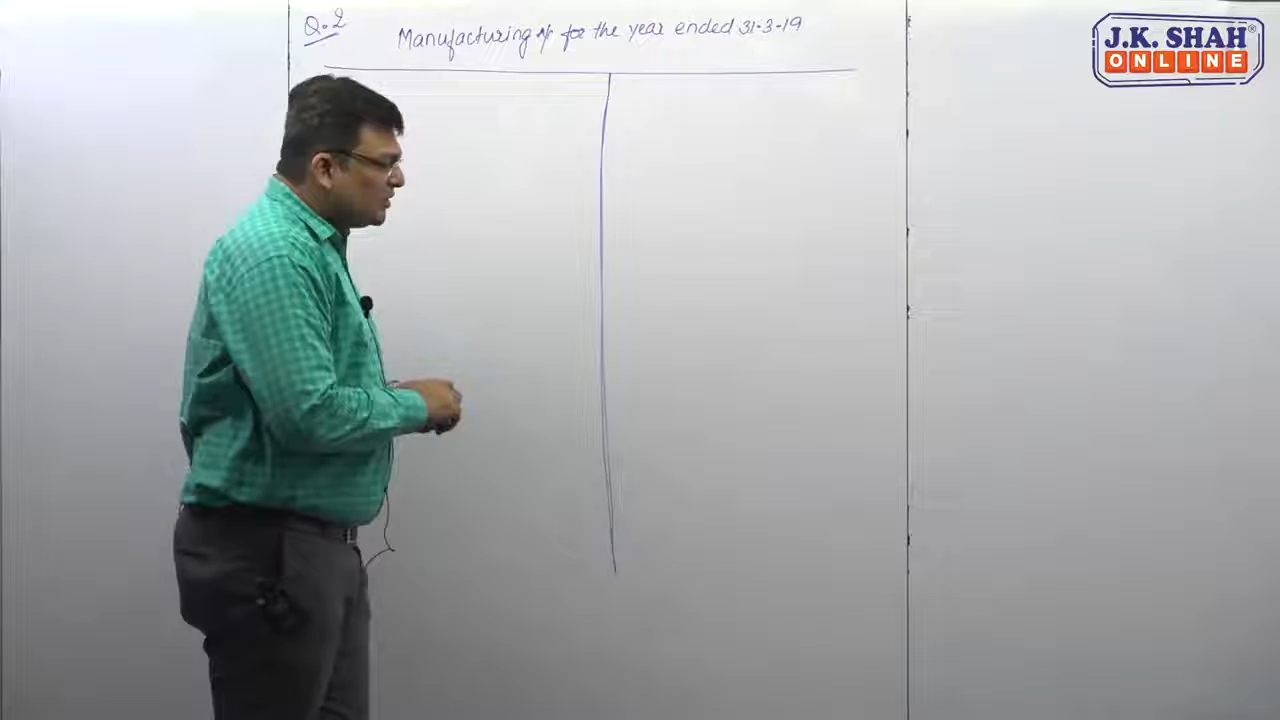 Q.2
Manufacturing A/c for the year ended 31-3-19
J.K. SHAH®
ONLINE